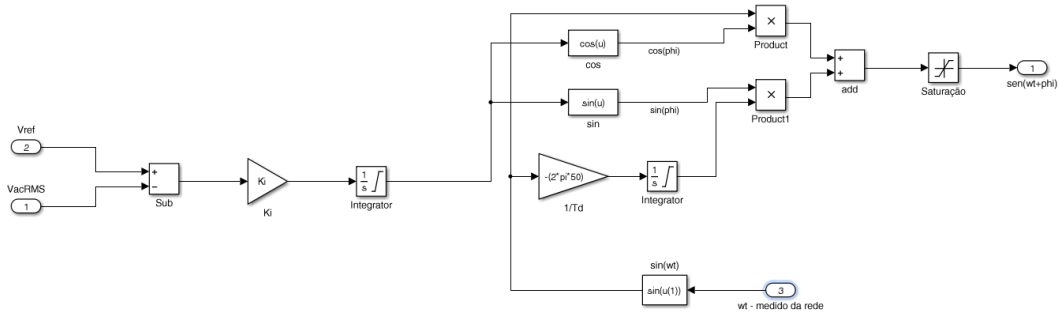 ×
Product
cos(u)
cos
cos(phi)
+
+
add
Saturação
1
sen(wt+phi)
sin(u)
sin
sin(phi)
×
Product1
Vref
2
+
−
Sub
VacRMS
1
Ki
Ki
1
s
Integrator
-(2*pi*50)
1/Td
1
s
Integrator
sin(wt)
sin(u(1))
3
wt - medido da rede